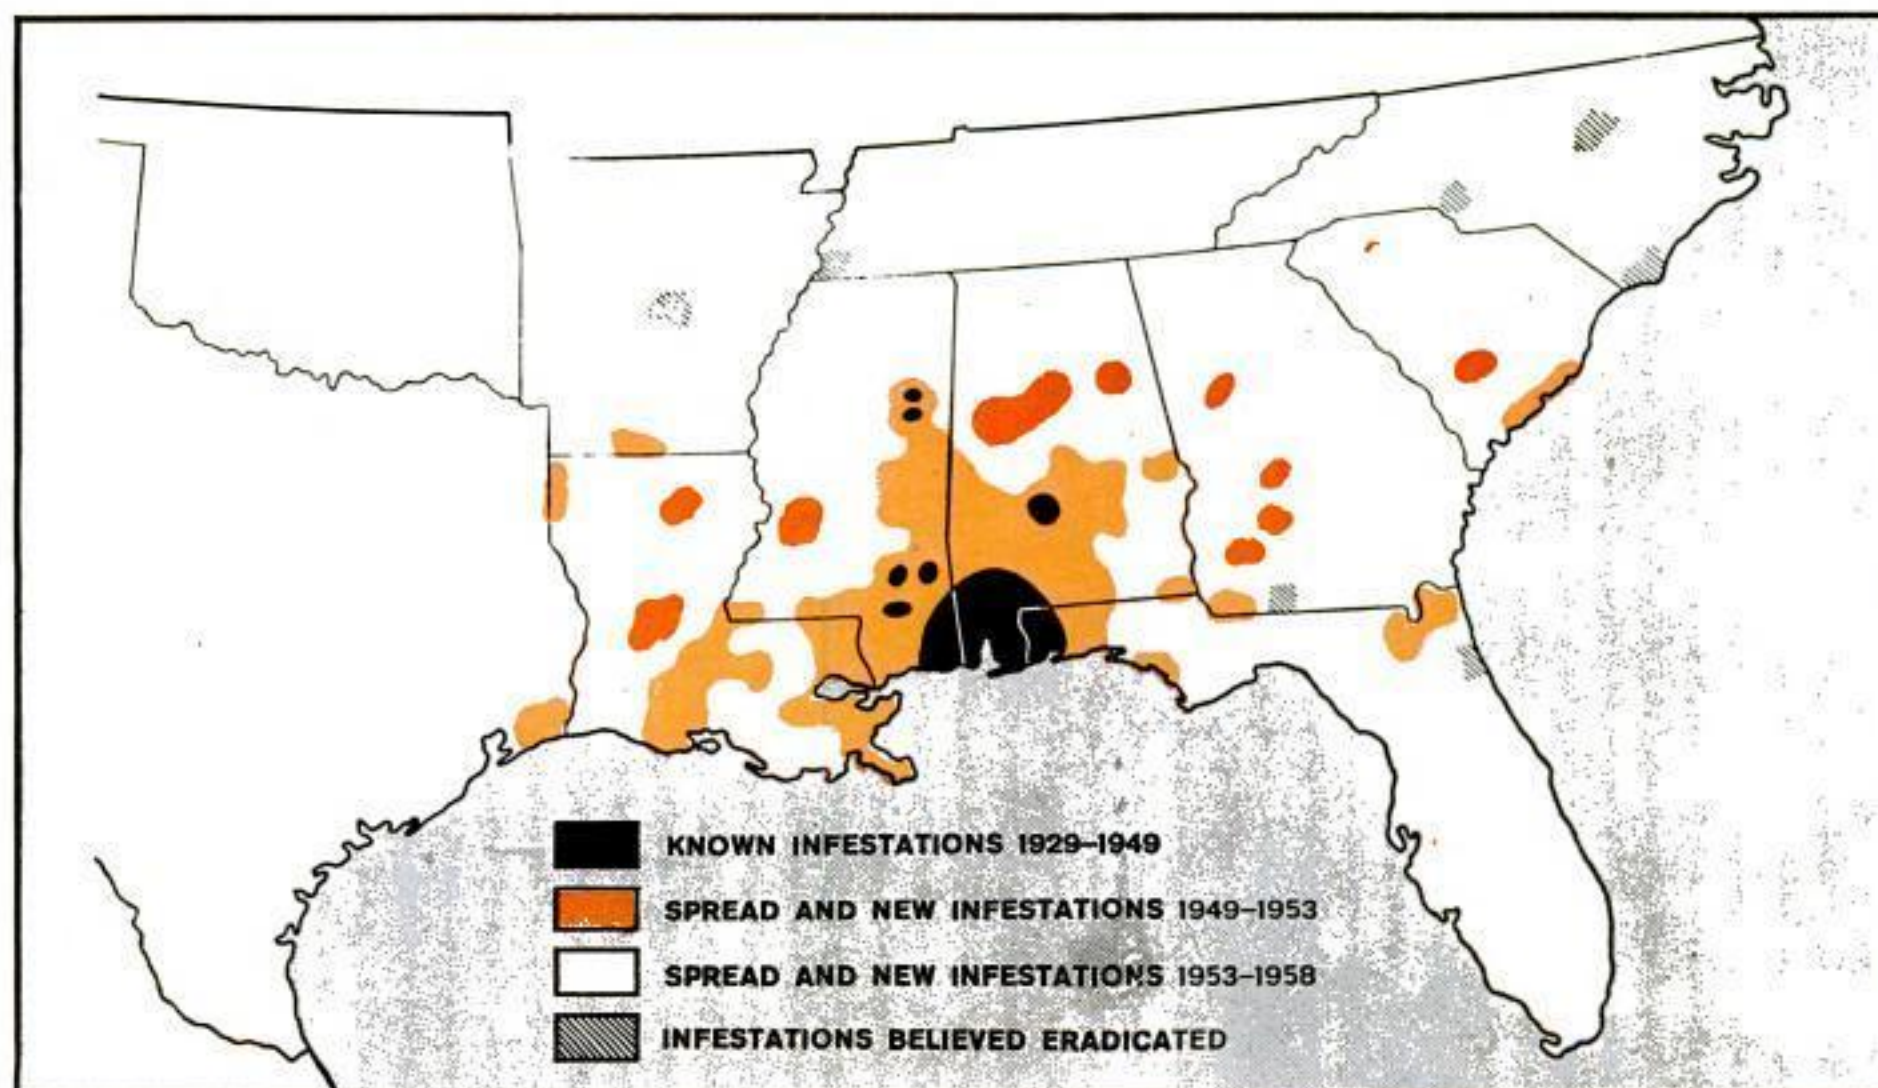 KNOWN INFESTATIONS 1929–1949
SPREAD AND NEW INFESTATIONS 1949–1953
SPREAD AND NEW INFESTATIONS 1953–1958
INFESTATIONS BELIEVED ERADICATED